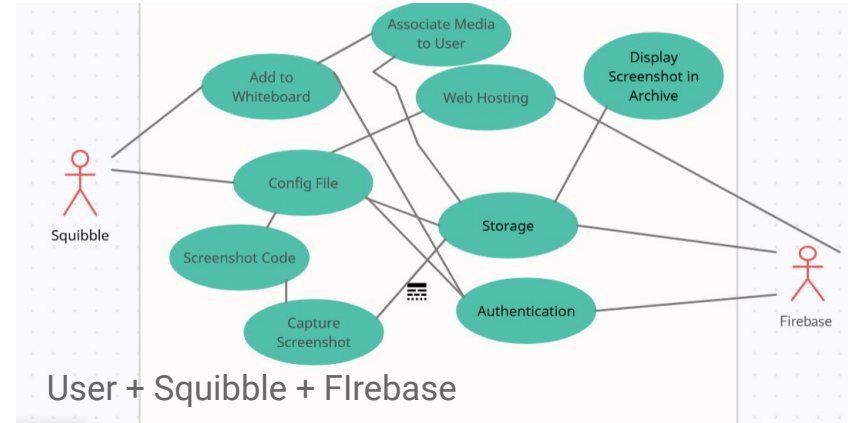 Associate Media
to User
Add to
Whiteboard
Web Hosting
Display
Screenshot in
Archive
Config File
Squibble
Storage
Screenshot Code
Authentication
Capture
Screenshot
Firebase
User + Squibble + FIrebase